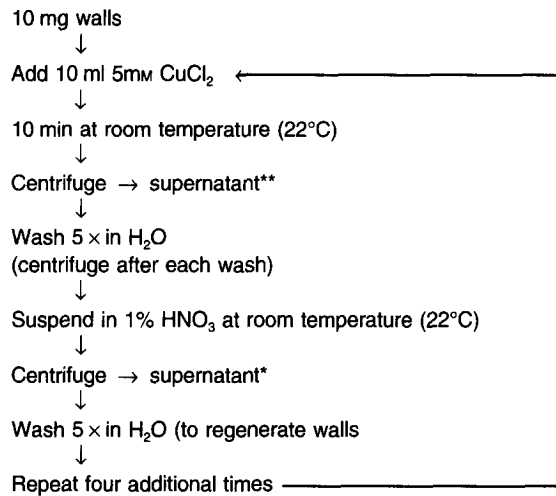 10 mg walls
↓
Add 10 ml 5mM CuCl₂ ←
↓
10 min at room temperature (22°C)
↓
Centrifuge → supernatant**
↓
Wash 5 × in H₂O
(centrifuge after each wash)
↓
Suspend in 1% HNO₃ at room temperature (22°C)
↓
Centrifuge → supernatant*
↓
Wash 5 × in H₂O (to regenerate walls
↓
Repeat four additional times